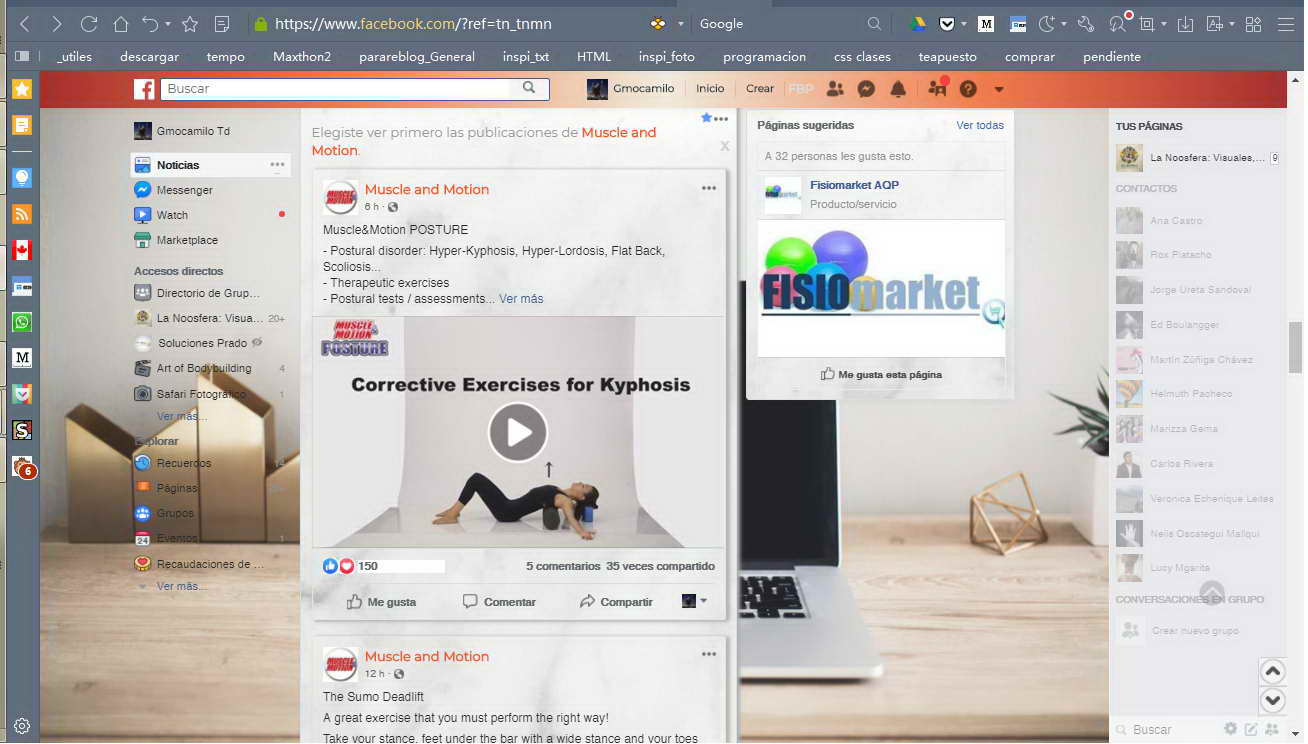 https://www.facebook.com/?ref=tn_tnmn
Google
_utiles
descargar
tempo
Maxthon2
parareblog_General
inspi_txt
HTML
inspi_foto
programacion
css clases
teapuesto
comprar
pendiente
Buscar
Gmocamilo
Inicio
Crear
FBP
Gmocamilo Td
Noticias
Messenger
Watch
Marketplace
Accesos directos
Directorio de Grup...
La Noosfera: Visua... 20+
Soluciones Prado
Art of Bodybuilding 4
Safari Fotográfico 1
Ver más...
Explorar
Recuerdos
Páginas
Grupos
Eventos 1
24
Recaudaciones de ...
Ver más...
6
Elegiste ver primero las publicaciones de Muscle and
Motion.
X
Muscle and Motion
6 h ·
Muscle&Motion POSTURE
- Postural disorder: Hyper-Kyphosis, Hyper-Lordosis, Flat Back,
Scoliosis...
- Therapeutic exercises
- Postural tests / assessments... Ver más
MUSCLE
& MOTION
POSTURE
Corrective Exercises for Kyphosis
150
5 comentarios 35 veces compartido
Me gusta
Comentar
Compartir
Muscle and Motion
12 h ·
The Sumo Deadlift
A great exercise that you must perform the right way!
Take your stance, feet under the bar with a wide stance and your toes
Páginas sugeridas
Ver todas
A 32 personas les gusta esto.
Fisiomarket AQP
Producto/servicio
FISIOmarket
Me gusta esta página
TUS PÁGINAS
La Noosfera: Visuales,... 9
CONTACTOS
Ana Castro
Rox Pistacho
Jorge Ureta Sandoval
Ed Boulangger
Martín Zúñiga Chávez
Helmuth Pacheco
Marizza Gema
Carlos Rivera
Veronica Echenique Leites
Nelis Oscategui Mallqui
Lucy Mgarita
CONVERSACIONES EN GRUPO
Crear nuevo grupo
Buscar